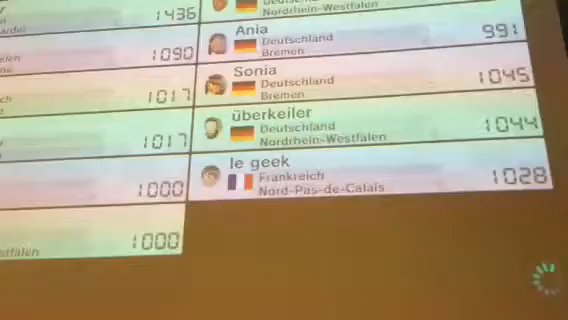 1436
1090
1017
1017
1000
1000
Nordrhein-Westfalen
Ania
Deutschland
Bremen
991
Sonia
Deutschland
Bremen
1045
überkeiler
Deutschland
Nordrhein-Westfalen
1044
le geek
Frankreich
Nord-Pas-de-Calais
1028